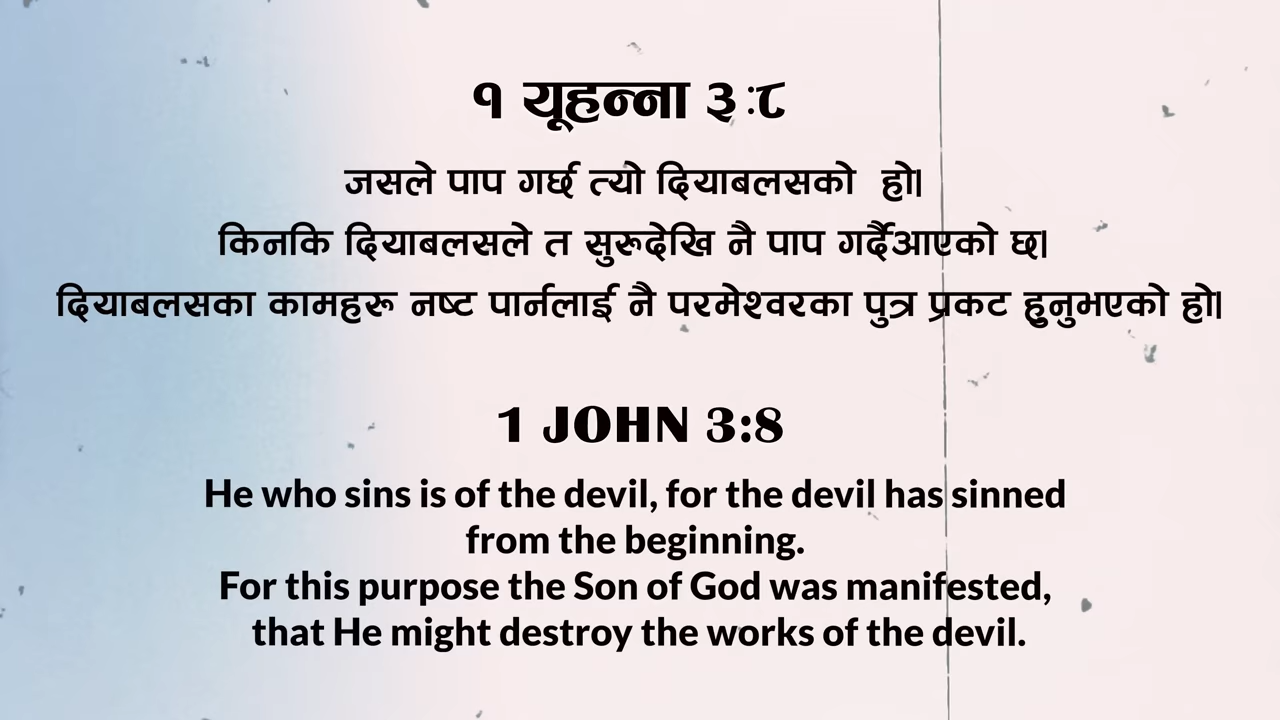 १ यूहन्ना ३:८
जसले पाप गर्छ त्यो दियाबलसको हो।
किनकि दियाबलसले त सुरूदेखि नै पाप गर्दैआएको छ।
दियाबलसका कामहरू नष्ट पार्नलाई नै परमेश्वरका पुत्र प्रकट हुनुभएको हो।
1 JOHN 3:8
He who sins is of the devil, for the devil has sinned
from the beginning.
For this purpose the Son of God was manifested,
that He might destroy the works of the devil.